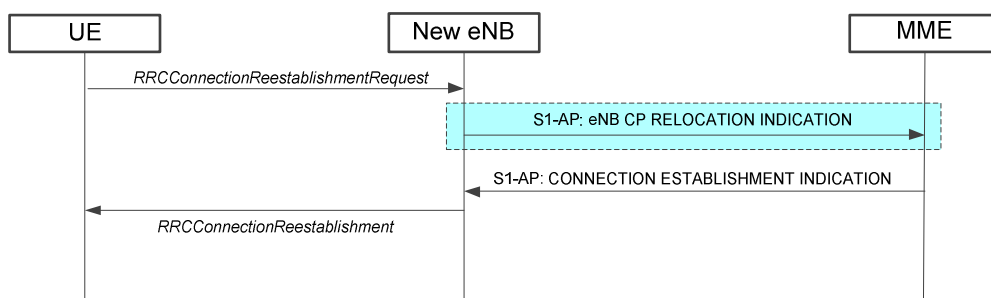 UE
New eNB
MME
RRCConnectionReestablishmentRequest
S1-AP: eNB CP RELOCATION INDICATION
S1-AP: CONNECTION ESTABLISHMENT INDICATION
RRCConnectionReestablishment